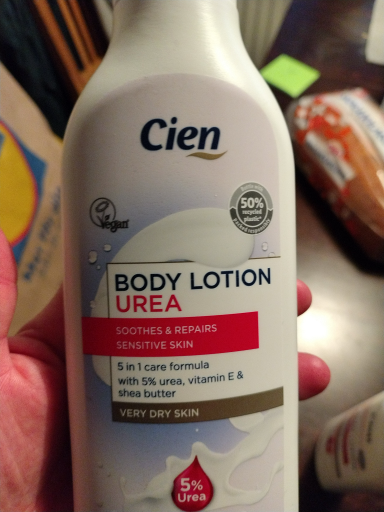 Cien
Vegan
50%
recycled
plastic*
BODY LOTION
UREA
SOOTHES & REPAIRS
SENSITIVE SKIN
5 in 1 care formula
with 5% urea, vitamin E &
shea butter
VERY DRY SKIN
5%
Urea